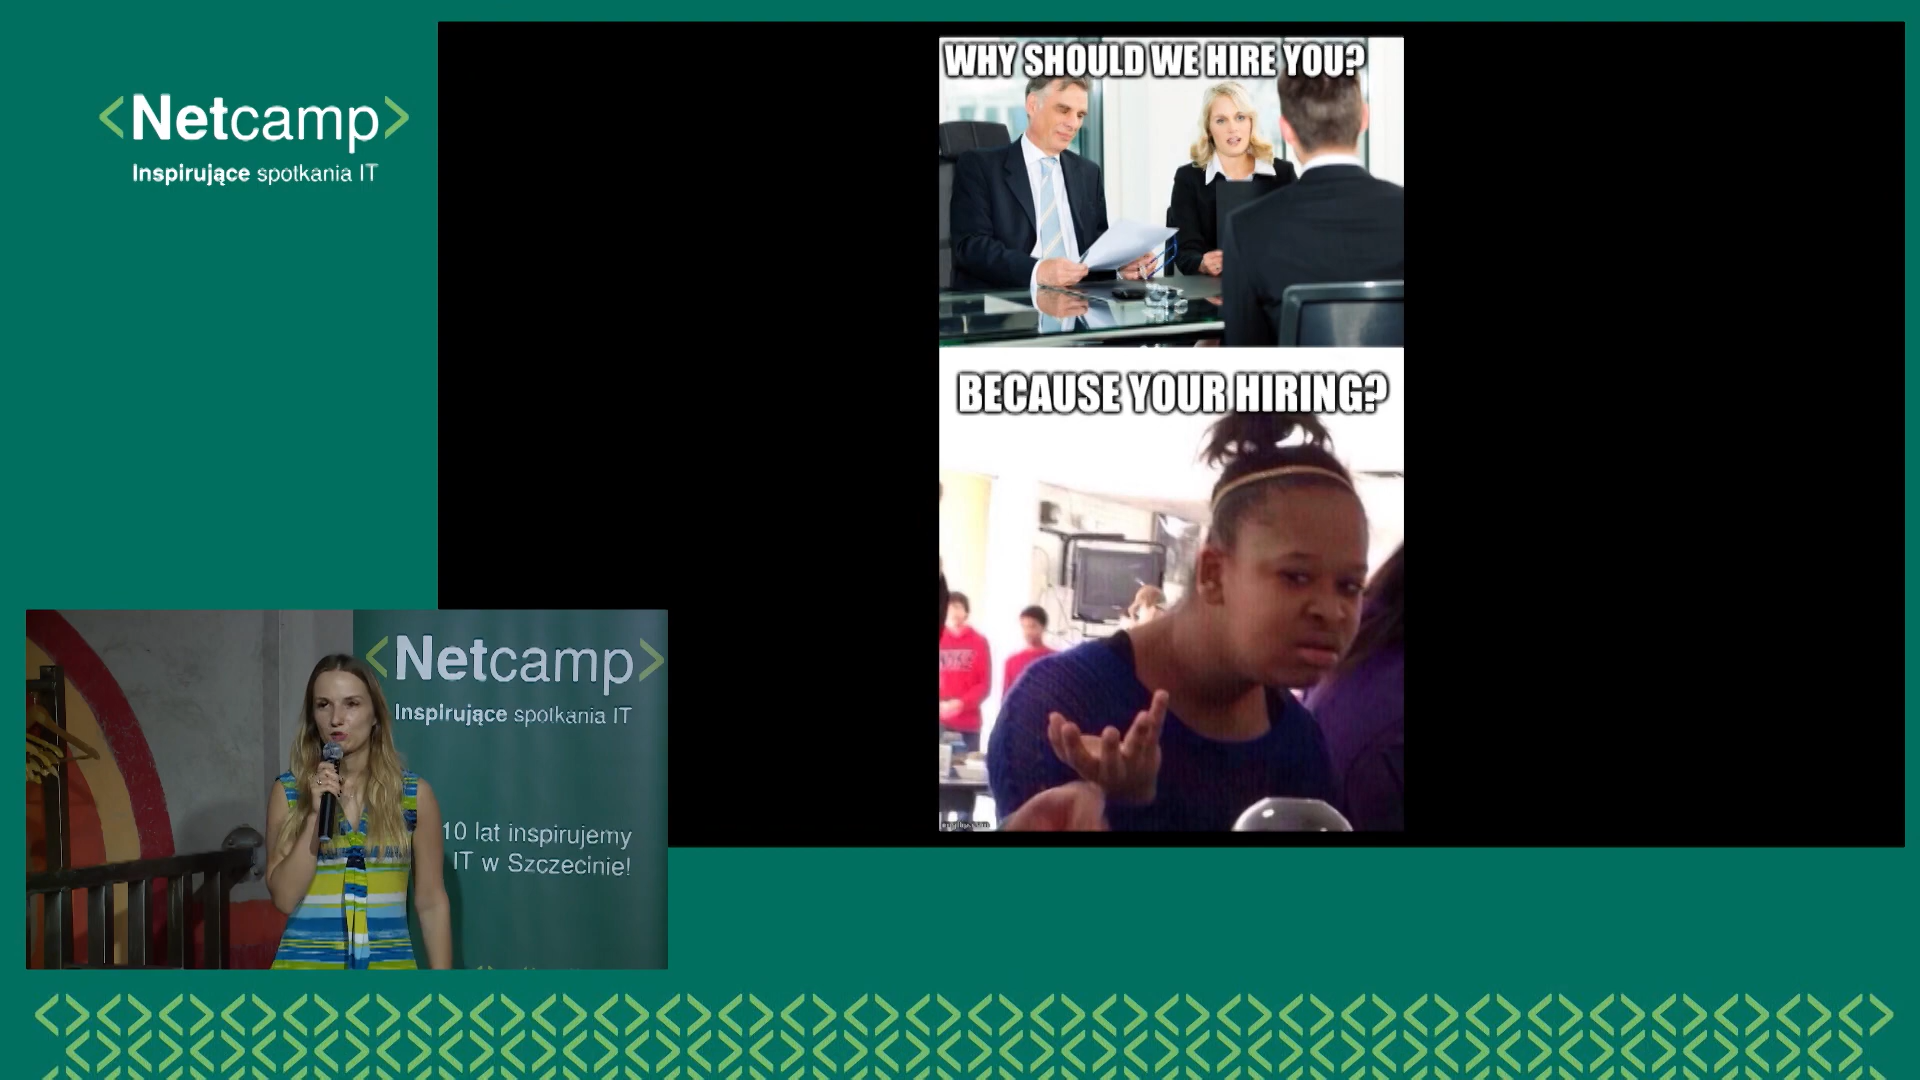 <Netcamp>
Inspirujące spotkania IT
WHY SHOULD WE HIRE YOU?
BECAUSE YOUR HIRING?
<Netcamp>
Inspirujące spotkania IT
10 lat inspirujemy
IT w Szczecinie!